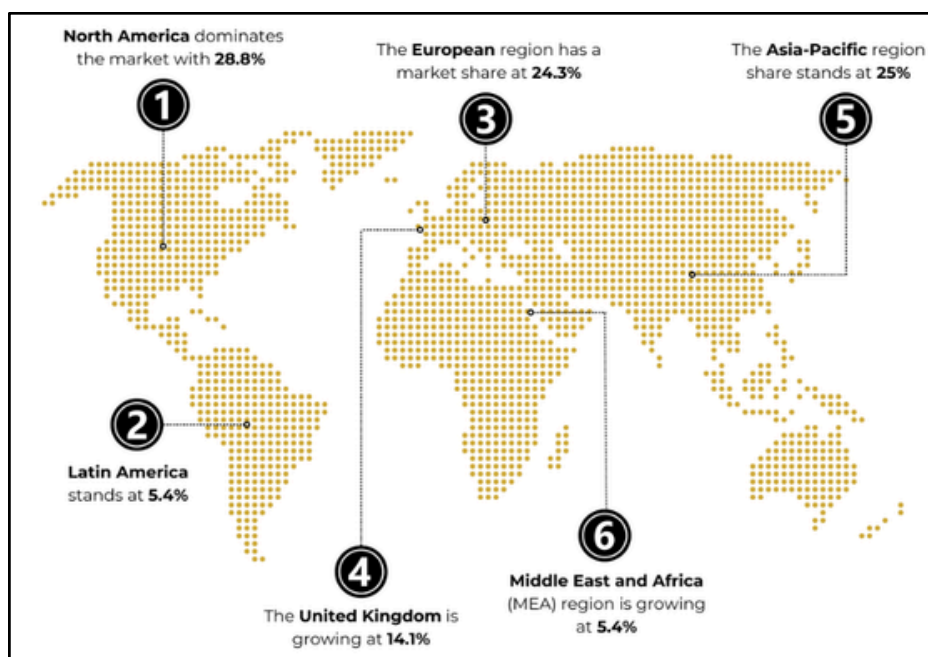 North America dominates
the market with 28.8%
1
The European region has a
market share at 24.3%
3
The Asia-Pacific region
share stands at 25%
5
2
Latin America
stands at 5.4%
4
The United Kingdom is
growing at 14.1%
6
Middle East and Africa
(MEA) region is growing
at 5.4%